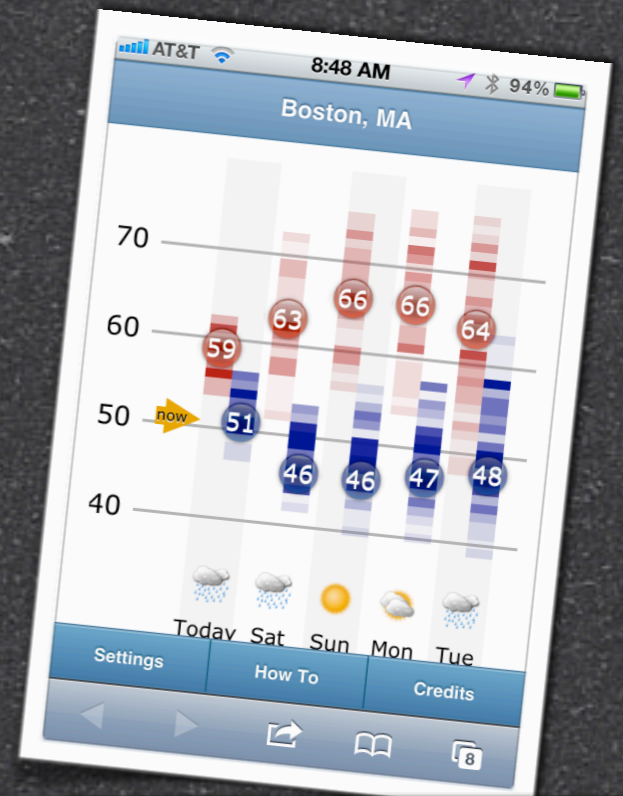 AT&T 8:48 AM 94%
Boston, MA
70
60
50
40
now
59 63 66 66 64
51 46 46 47 48
Today Sat Sun Mon Tue
Settings How To Credits
8